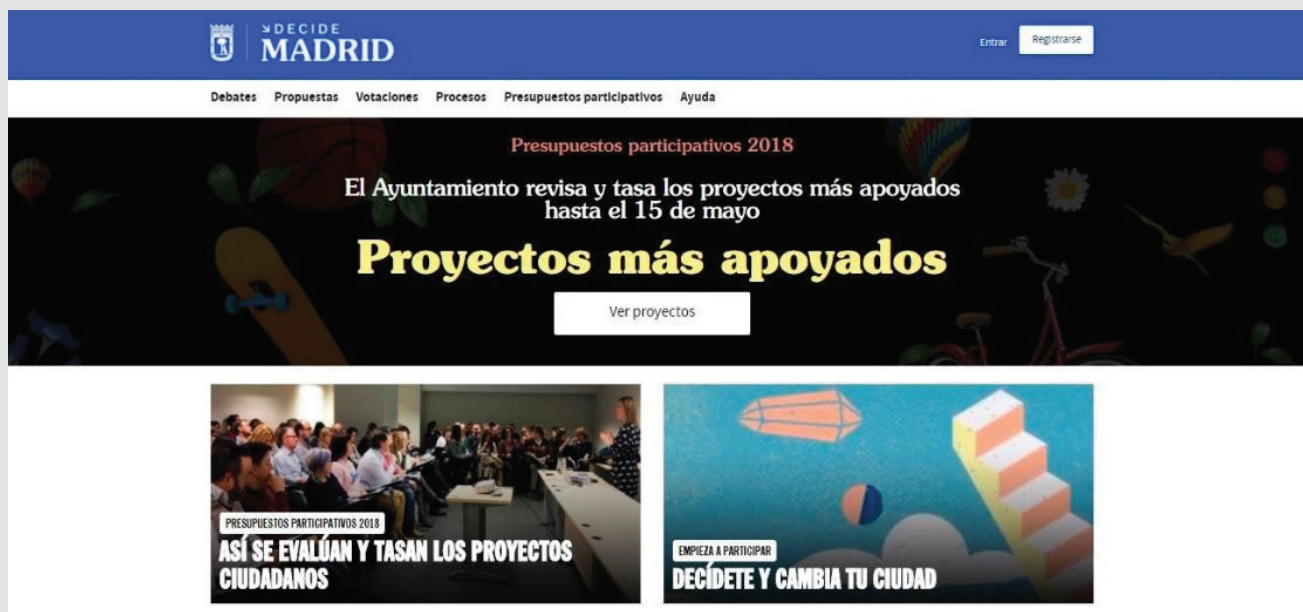 DECIDE
MADRID
Entrar
Registrarse
Debates Propuestas Votaciones Procesos Presupuestos participativos Ayuda
Presupuestos participativos 2018
El Ayuntamiento revisa y tasa los proyectos más apoyados
hasta el 15 de mayo
Proyectos más apoyados
Ver proyectos
PRESUPUESTOS PARTICIPATIVOS 2018
ASÍ SE EVALÚAN Y TASAN LOS PROYECTOS
CIUDADANOS
EMPIEZA A PARTICIPAR
DECÍDETE Y CAMBIA TU CIUDAD